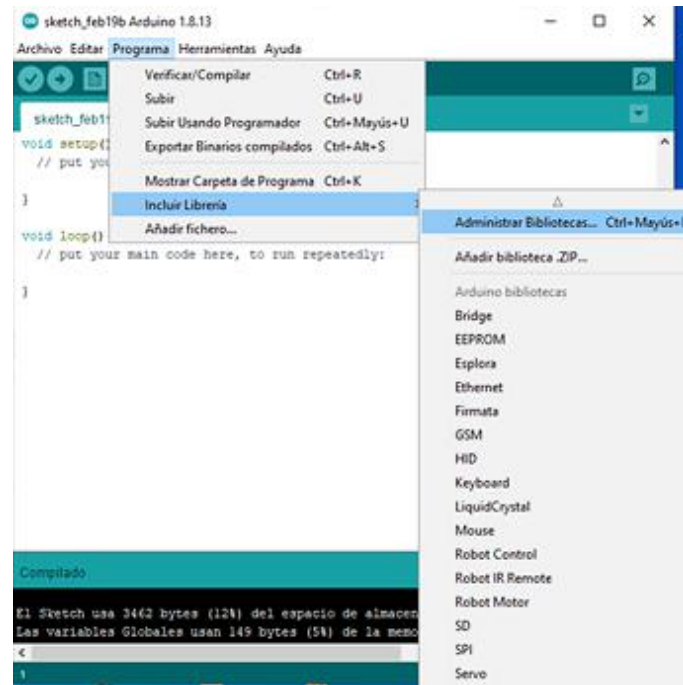 sketch_feb19b Arduino 1.8.13
Archivo Editar Programa Herramientas Ayuda
Verificar/Compilar Ctrl+R
Subir Ctrl+U
Subir Usando Programador Ctrl+Mayús+U
Exportar Binarios compilados Ctrl+Alt+S
Mostrar Carpeta de Programa Ctrl+K
Incluir Librería
Añadir fichero...
sketch_feb1
void setup()
// put you
}
void loop()
// put your main code here, to run repeatedly:
}
Administrar Bibliotecas... Ctrl+Mayús+
Añadir biblioteca .ZIP...
Arduino bibliotecas
Bridge
EEPROM
Esplora
Ethernet
Firmata
GSM
HID
Keyboard
LiquidCrystal
Mouse
Robot Control
Robot IR Remote
Robot Motor
SD
SPI
Servo
Compilado
El Sketch usa 3462 bytes (12%) del espacio de almacen
Las variables Globales usan 149 bytes (5%) de la memo
1